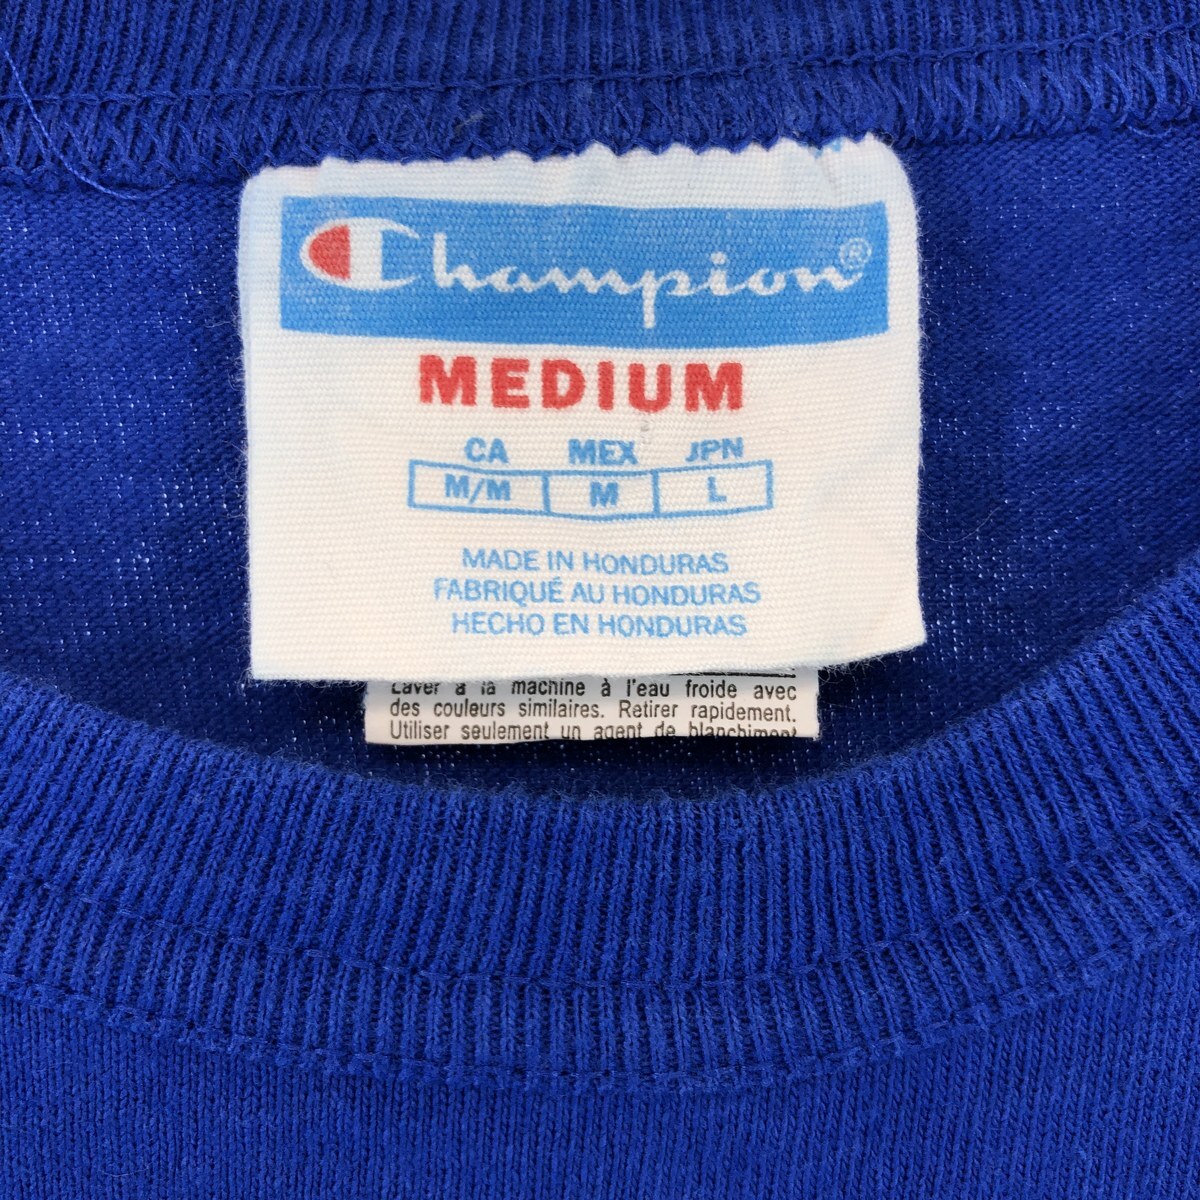 Champion®
MEDIUM
CA MEX JPN
M/M M L
MADE IN HONDURAS
FABRIQUÉ AU HONDURAS
HECHO EN HONDURAS
Laver à la machine à l'eau froide avec
des couleurs similaires. Retirer rapidement.
Utiliser seulement un agent de blanchiment